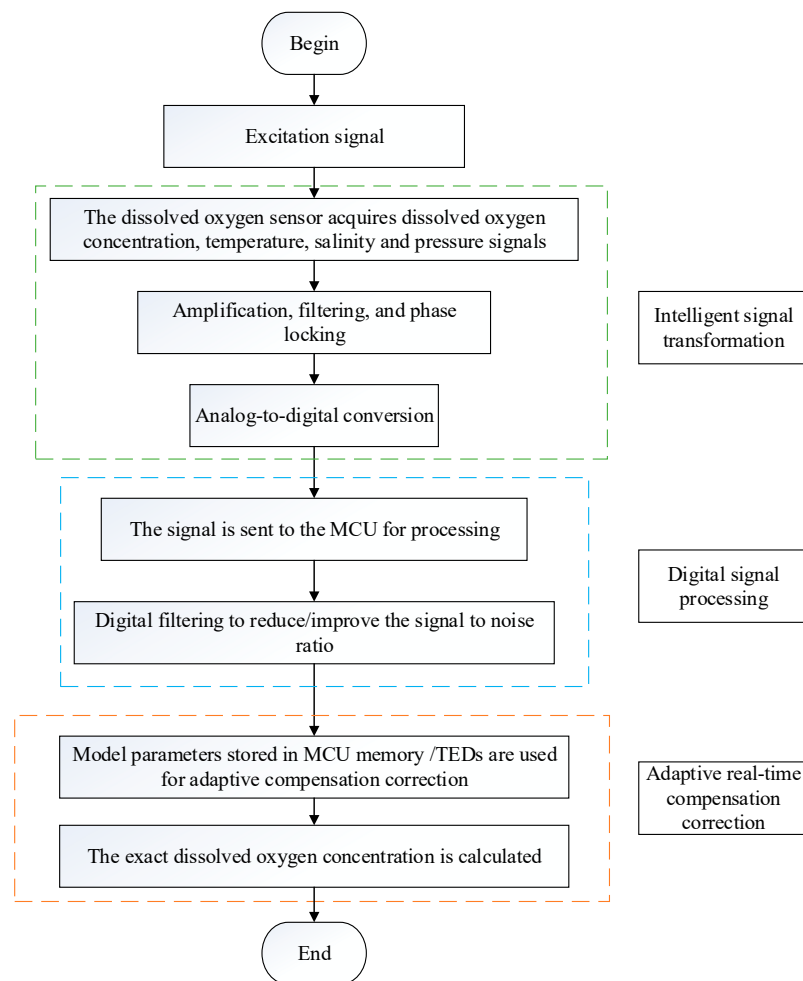 Begin
Excitation signal
The dissolved oxygen sensor acquires dissolved oxygen
concentration, temperature, salinity and pressure signals
Amplification, filtering, and phase
locking
Intelligent signal
transformation
Analog-to-digital conversion
The signal is sent to the MCU for processing
Digital signal
processing
Digital filtering to reduce/improve the signal to noise
ratio
Model parameters stored in MCU memory /TEDs are used
for adaptive compensation correction
Adaptive real-time
compensation
correction
The exact dissolved oxygen concentration is calculated
End